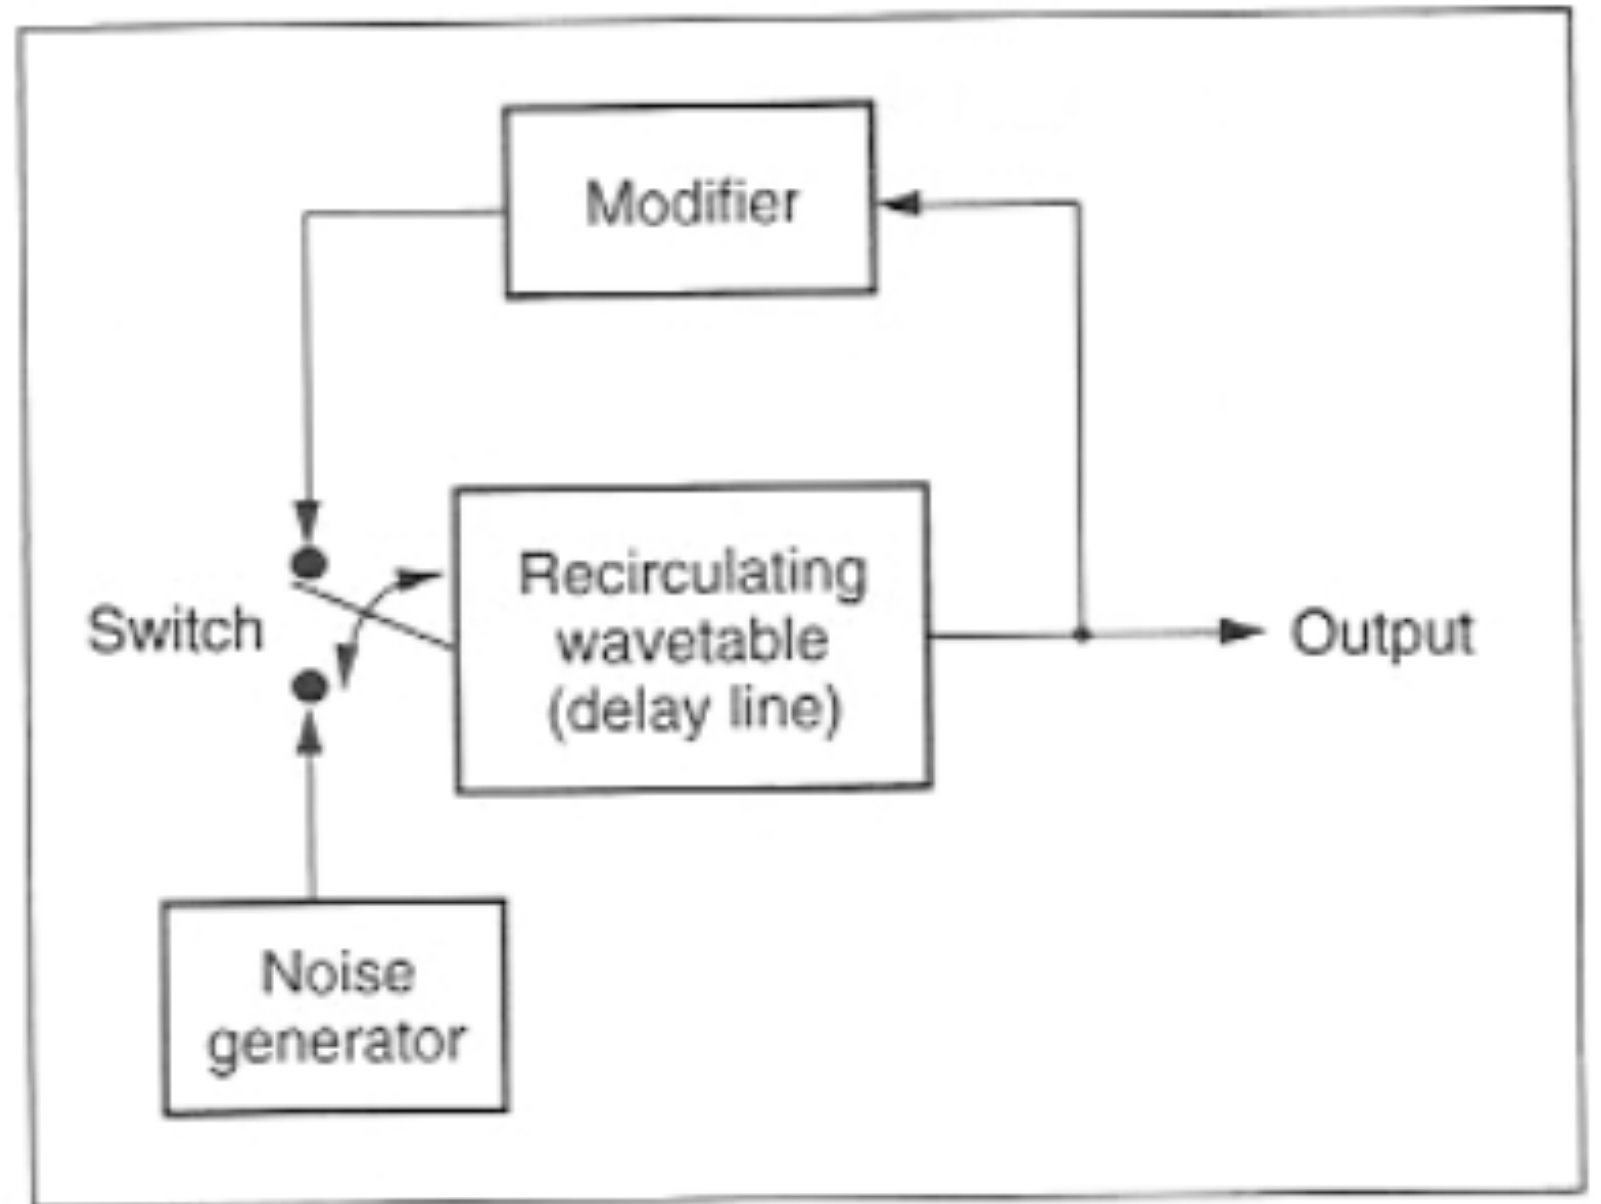 Modifier
Switch
Recirculating
wavetable
(delay line)
Output
Noise
generator